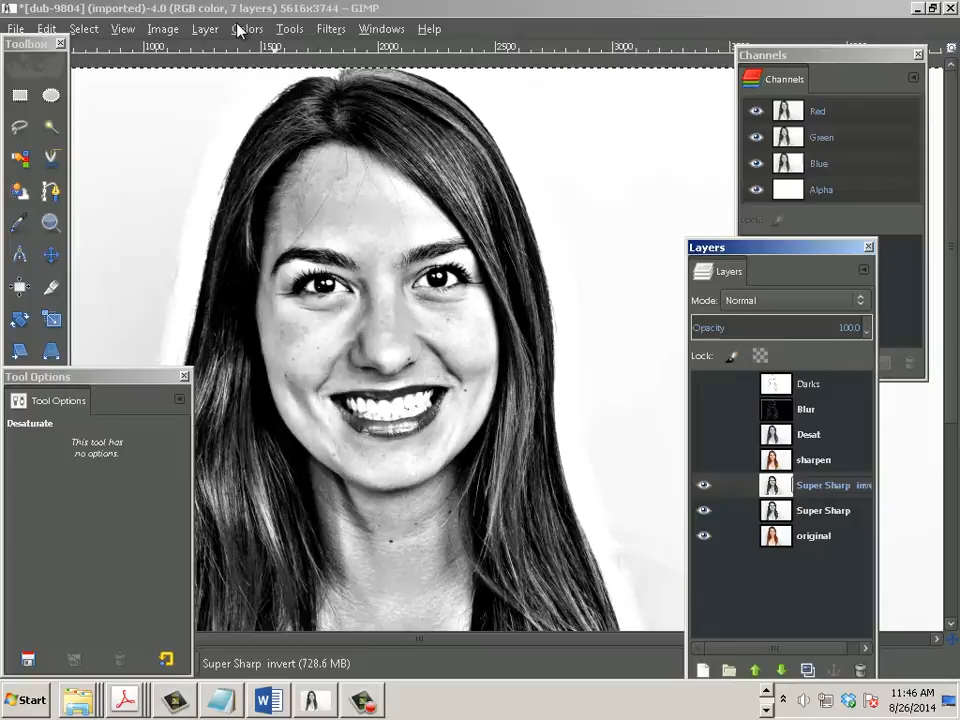 *[dub-9804] (imported)-4.0 (RGB color, 7 layers) 5616x3744 – GIMP
File Edit Select View Image Layer Colors Tools Filters Windows Help
Toolbox
1000 1500 2000 2500 3000
Channels
Channels
Red
Green
Blue
Alpha
Lock:
Layers
Layers
Mode: Normal
Opacity 100.0
Lock:
Darks
Blur
Desat
sharpen
Super Sharp inve
Super Sharp
original
Tool Options
Tool Options
Desaturate
This tool has
no options.
Super Sharp invert (728.6 MB)
Start
11:46 AM
8/26/2014